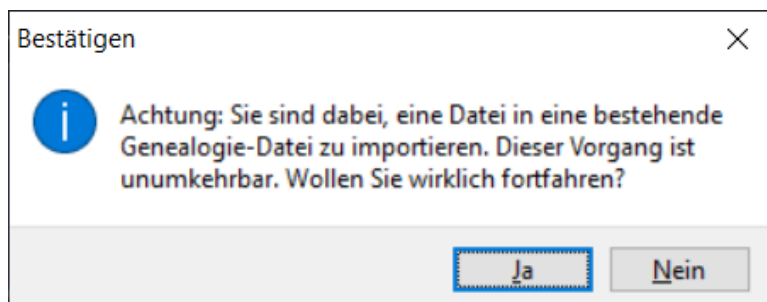 Bestätigen
Achtung: Sie sind dabei, eine Datei in eine bestehende
Genealogie-Datei zu importieren. Dieser Vorgang ist
unumkehrbar. Wollen Sie wirklich fortfahren?
Ja
Nein